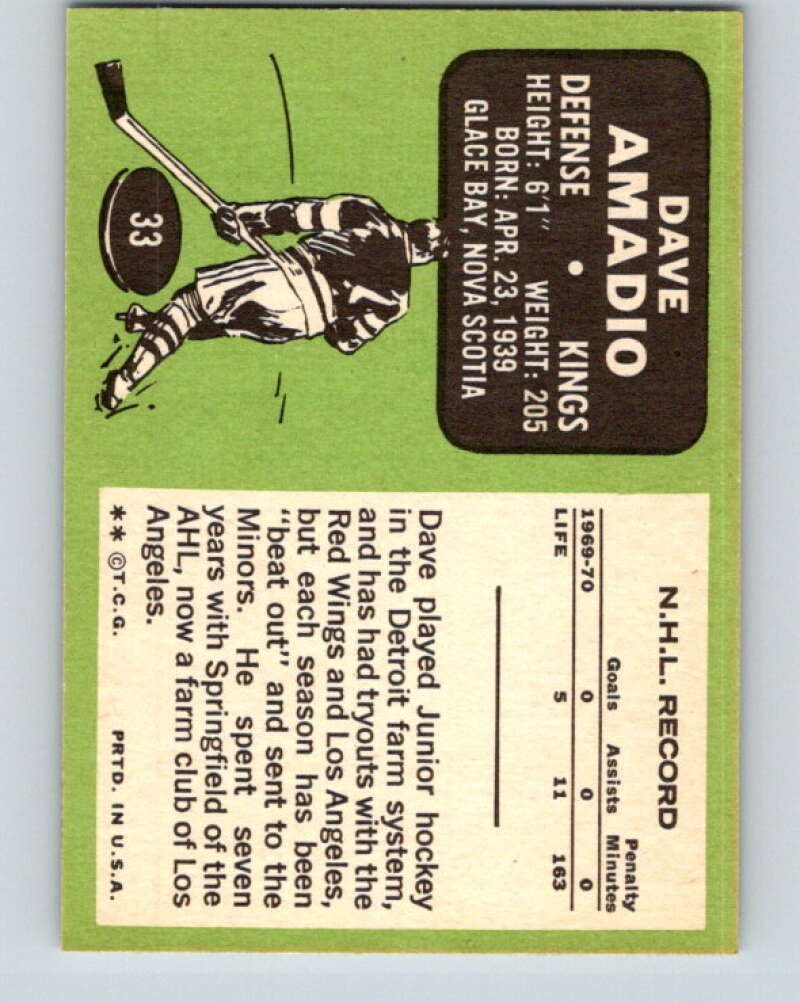 DAVE
AMADIO
DEFENSE • KINGS
HEIGHT: 6'1" WEIGHT: 205
BORN: APR. 23, 1939
GLACE BAY, NOVA SCOTIA
33
N.H.L. RECORD
Goals Assists Penalty Minutes
1969-70 0 0 0
LIFE 5 11 163
Dave played Junior hockey
in the Detroit farm system,
and has had tryouts with the
Red Wings and Los Angeles,
but each season has been
"beat out" and sent to the
Minors. He spent seven
years with Springfield of the
AHL, now a farm club of Los
Angeles.
** ©T.C.G. PRTD. IN U.S.A.